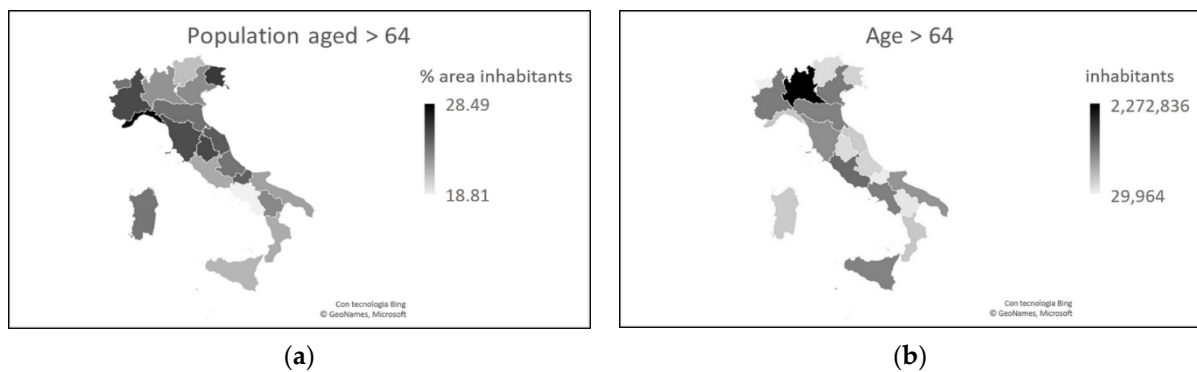 Population aged > 64
% area inhabitants
28.49
18.81
Con tecnologia Bing
© GeoNames, Microsoft
(a)
Age > 64
inhabitants
2,272,836
29,964
Con tecnologia Bing
© GeoNames, Microsoft
(b)